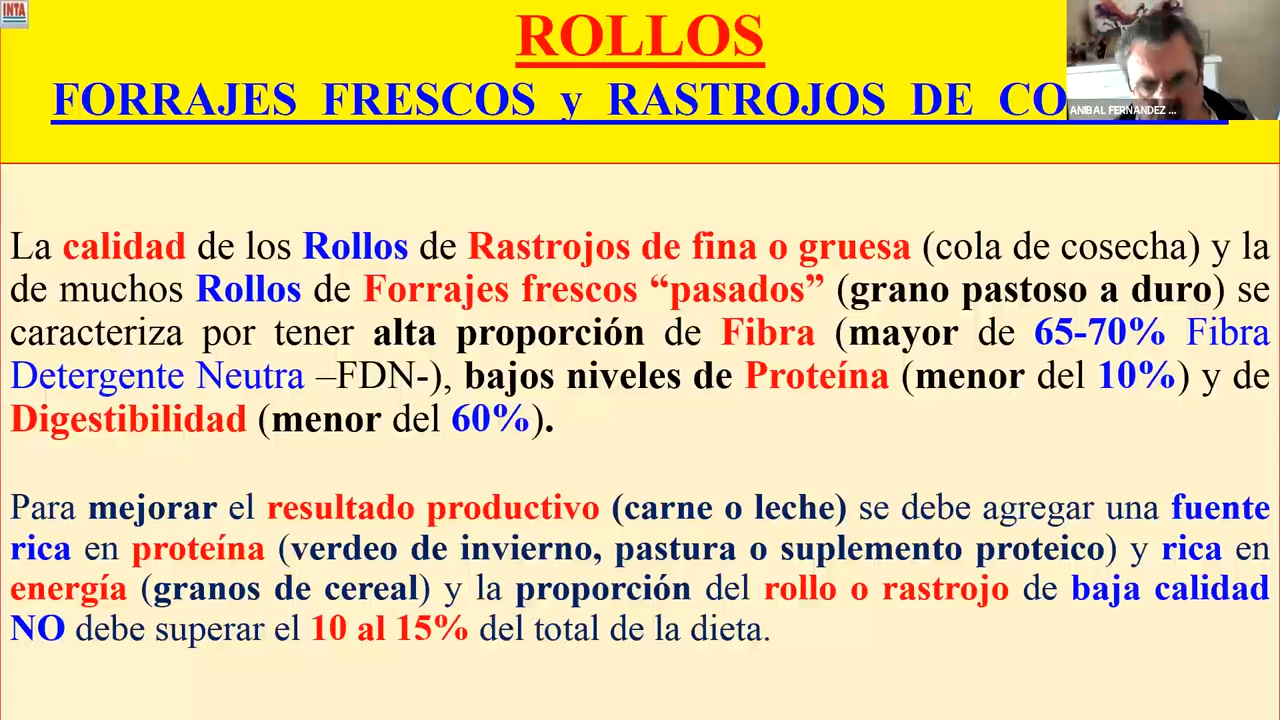 INTA
ROLLOS
FORRAJES FRESCOS y RASTROJOS DE CO
ANIBAL FERNANDEZ ...
La calidad de los Rollos de Rastrojos de fina o gruesa (cola de cosecha) y la
de muchos Rollos de Forrajes frescos “pasados” (grano pastoso a duro) se
caracteriza por tener alta proporción de Fibra (mayor de 65-70% Fibra
Detergente Neutra –FDN-), bajos niveles de Proteína (menor del 10%) y de
Digestibilidad (menor del 60%).
Para mejorar el resultado productivo (carne o leche) se debe agregar una fuente
rica en proteína (verdeo de invierno, pastura o suplemento proteico) y rica en
energía (granos de cereal) y la proporción del rollo o rastrojo de baja calidad
NO debe superar el 10 al 15% del total de la dieta.